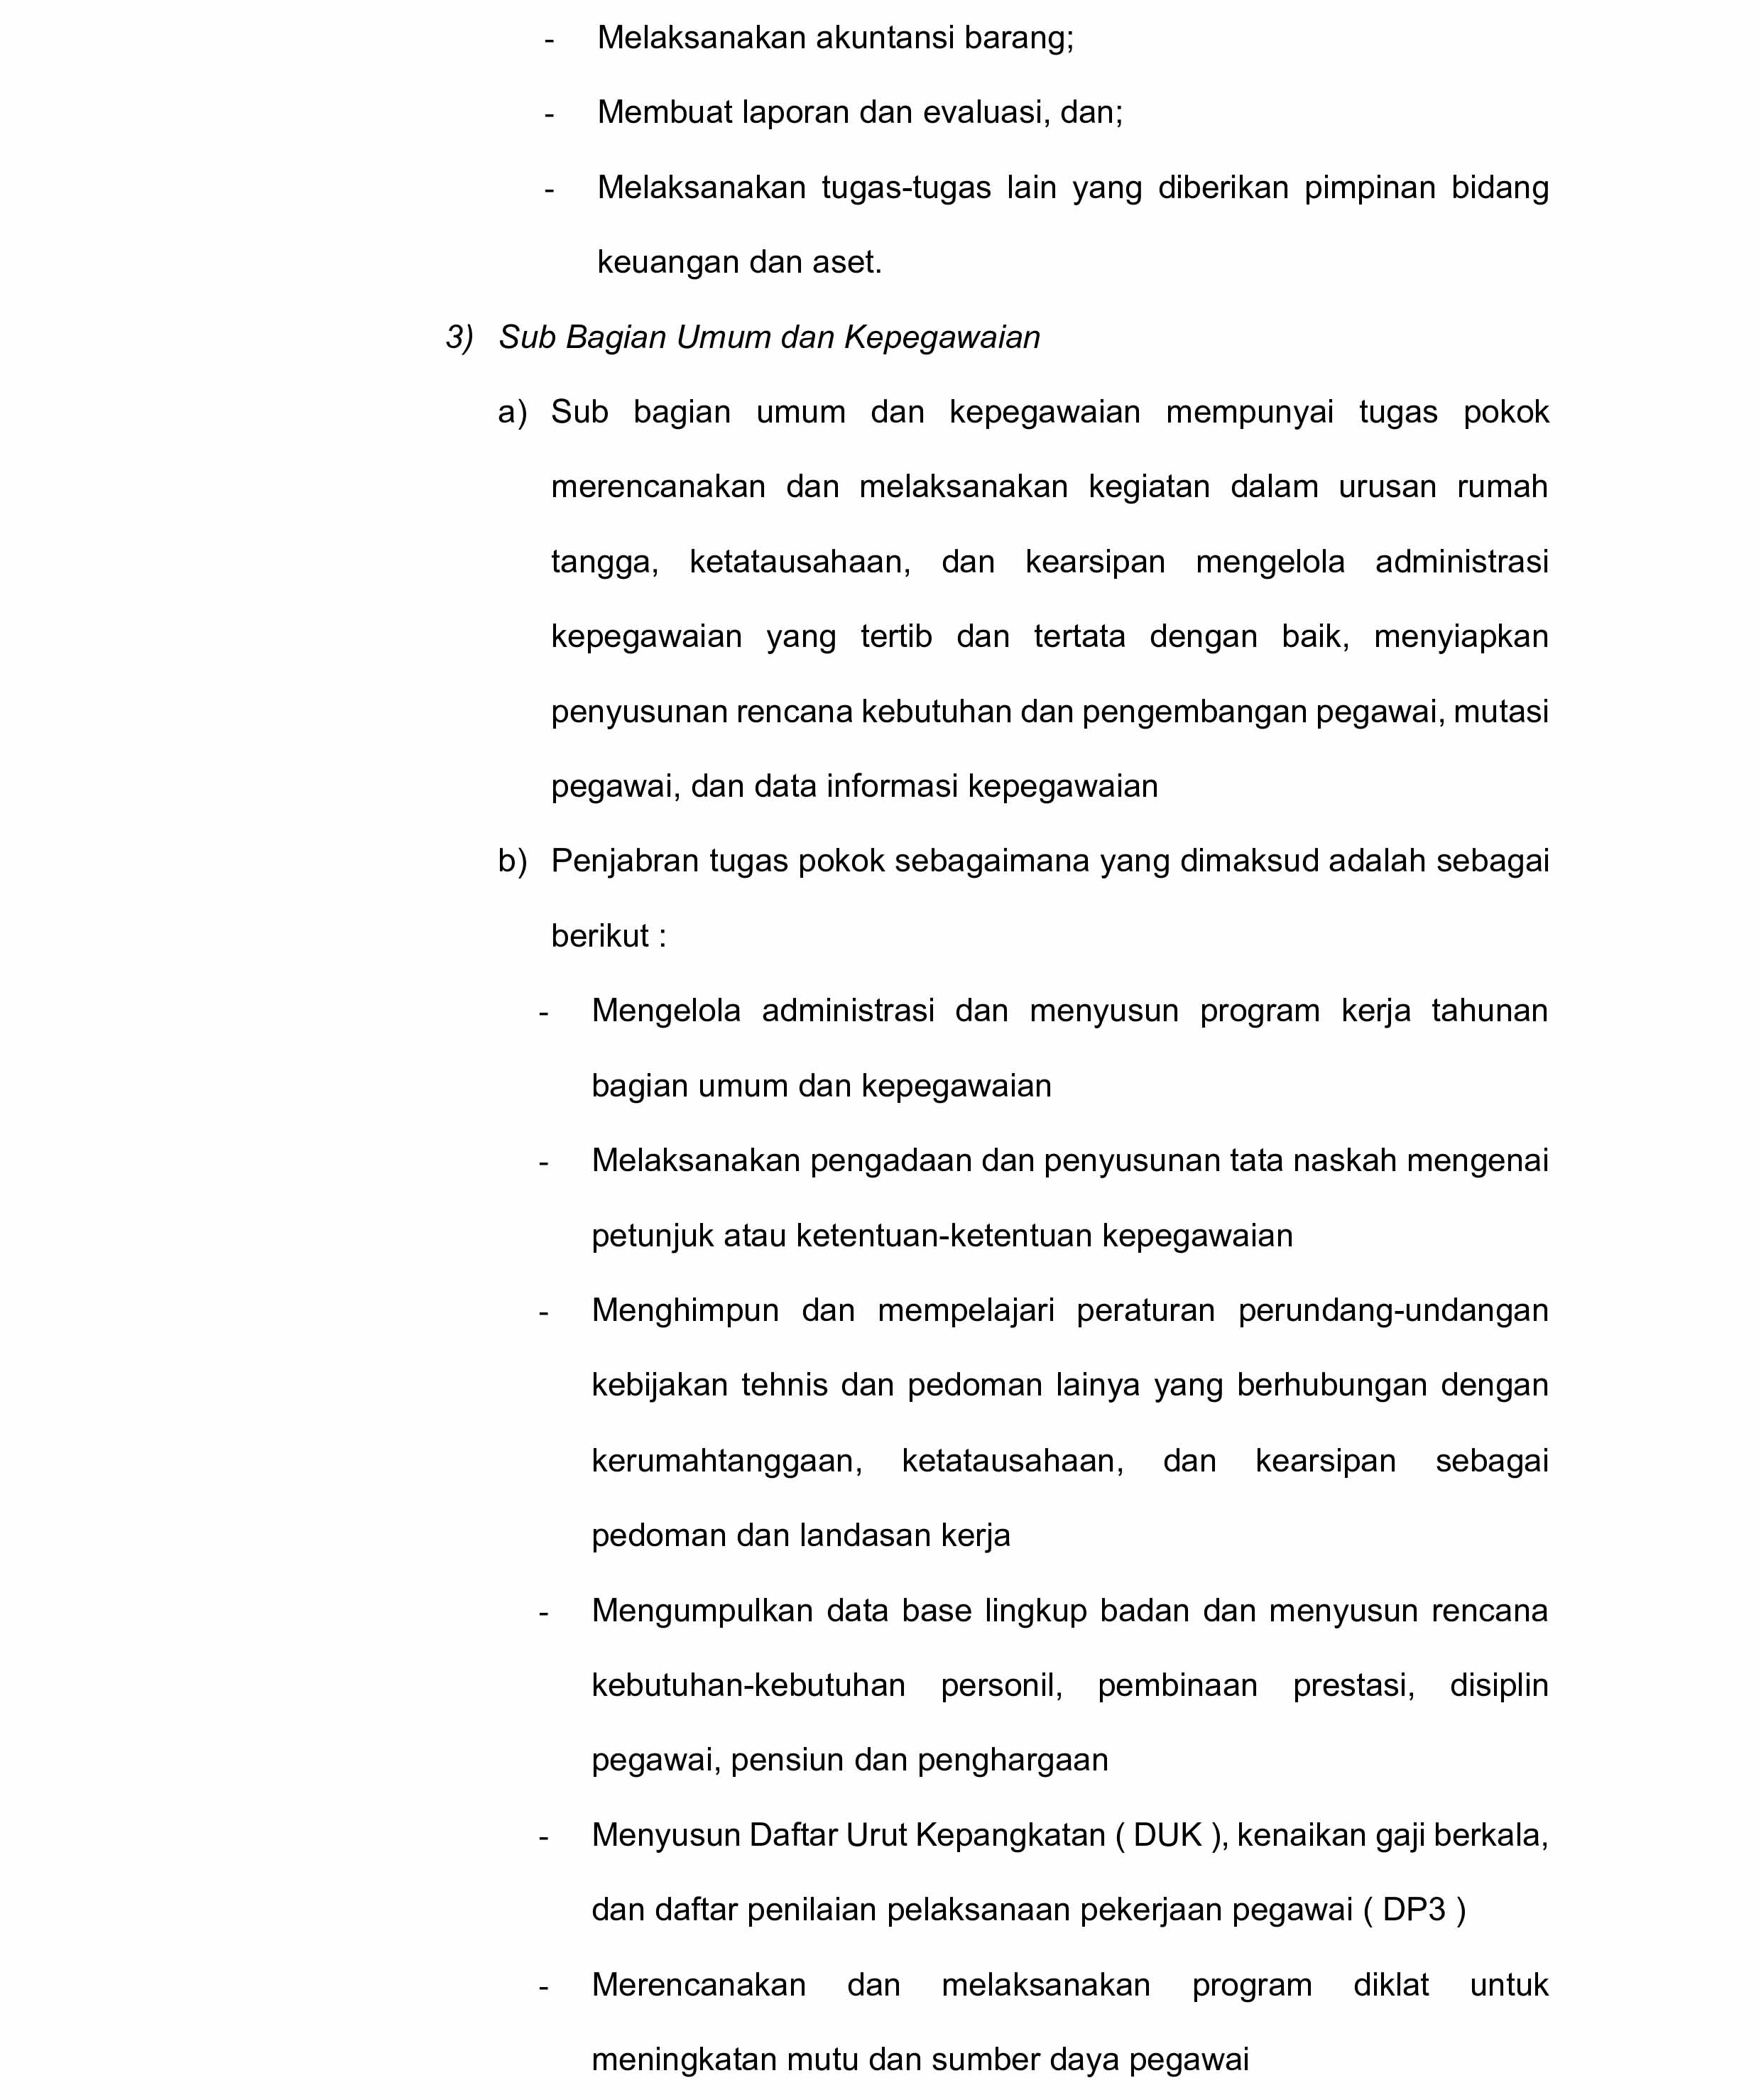 - Melaksanakan akuntansi barang;
- Membuat laporan dan evaluasi, dan;
- Melaksanakan tugas-tugas lain yang diberikan pimpinan bidang
keuangan dan aset.
3) Sub Bagian Umum dan Kepegawaian
a) Sub bagian umum dan kepegawaian mempunyai tugas pokok
merencanakan dan melaksanakan kegiatan dalam urusan rumah
tangga, ketatausahaan, dan kearsipan mengelola administrasi
kepegawaian yang tertib dan tertata dengan baik, menyiapkan
penyusunan rencana kebutuhan dan pengembangan pegawai, mutasi
pegawai, dan data informasi kepegawaian
b) Penjabran tugas pokok sebagaimana yang dimaksud adalah sebagai
berikut :
- Mengelola administrasi dan menyusun program kerja tahunan
bagian umum dan kepegawaian
- Melaksanakan pengadaan dan penyusunan tata naskah mengenai
petunjuk atau ketentuan-ketentuan kepegawaian
- Menghimpun dan mempelajari peraturan perundang-undangan
kebijakan tehnis dan pedoman lainya yang berhubungan dengan
kerumahtanggaan, ketatausahaan, dan kearsipan sebagai
pedoman dan landasan kerja
- Mengumpulkan data base lingkup badan dan menyusun rencana
kebutuhan-kebutuhan personil, pembinaan prestasi, disiplin
pegawai, pensiun dan penghargaan
- Menyusun Daftar Urut Kepangkatan ( DUK ), kenaikan gaji berkala,
dan daftar penilaian pelaksanaan pekerjaan pegawai ( DP3 )
- Merencanakan dan melaksanakan program diklat untuk
meningkatan mutu dan sumber daya pegawai